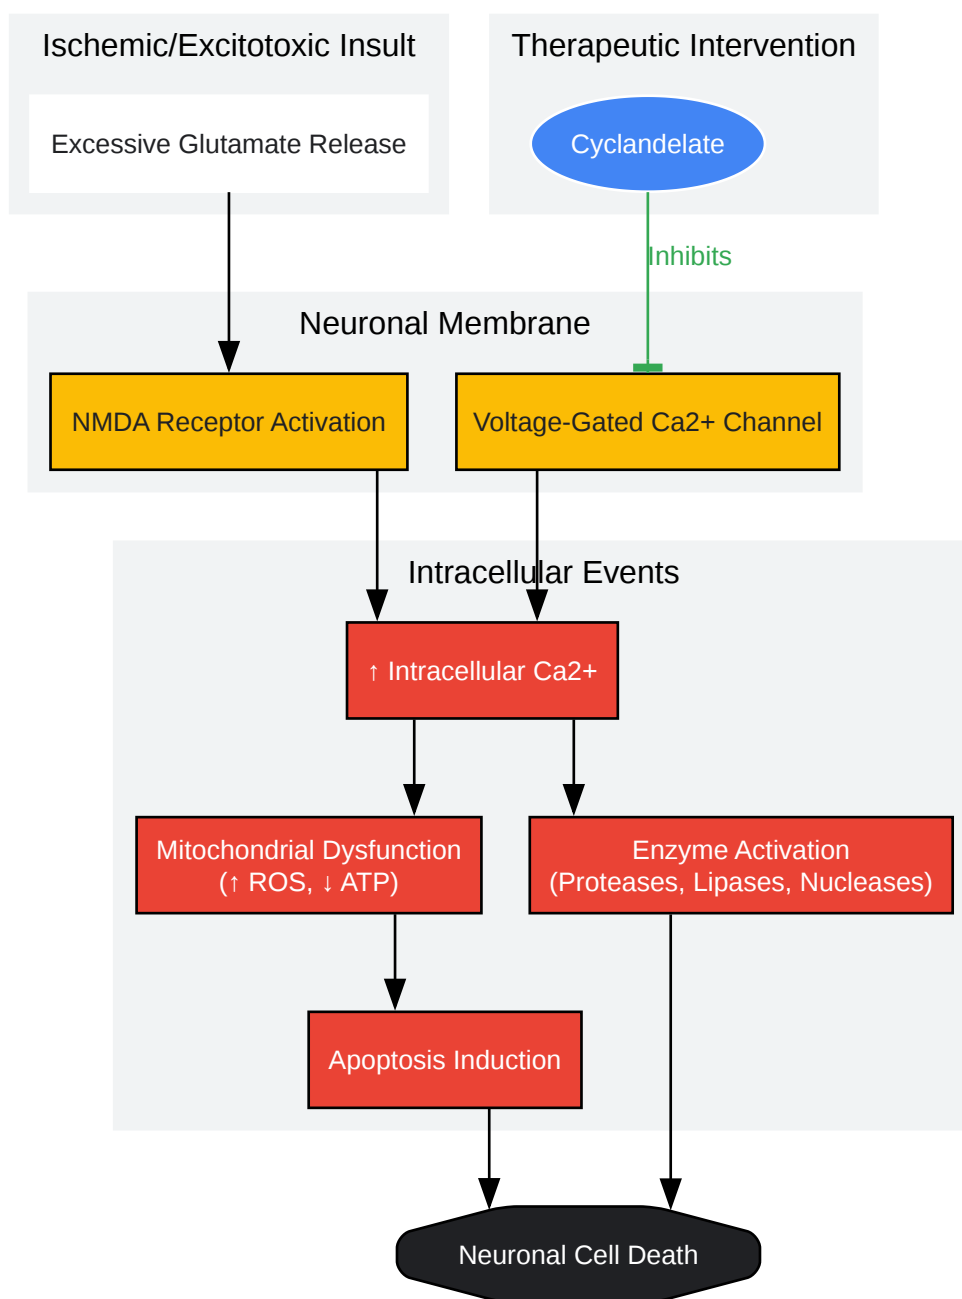 Ischemic/Excitotoxic Insult
Therapeutic Intervention
Excessive Glutamate Release
Cyclandelate
Inhibits
Neuronal Membrane
NMDA Receptor Activation
Voltage-Gated Ca2+ Channel
Intracellular Events
↑ Intracellular Ca2+
Mitochondrial Dysfunction
(↑ ROS, ↓ ATP)
Enzyme Activation
(Proteases, Lipases, Nucleases)
Apoptosis Induction
Neuronal Cell Death